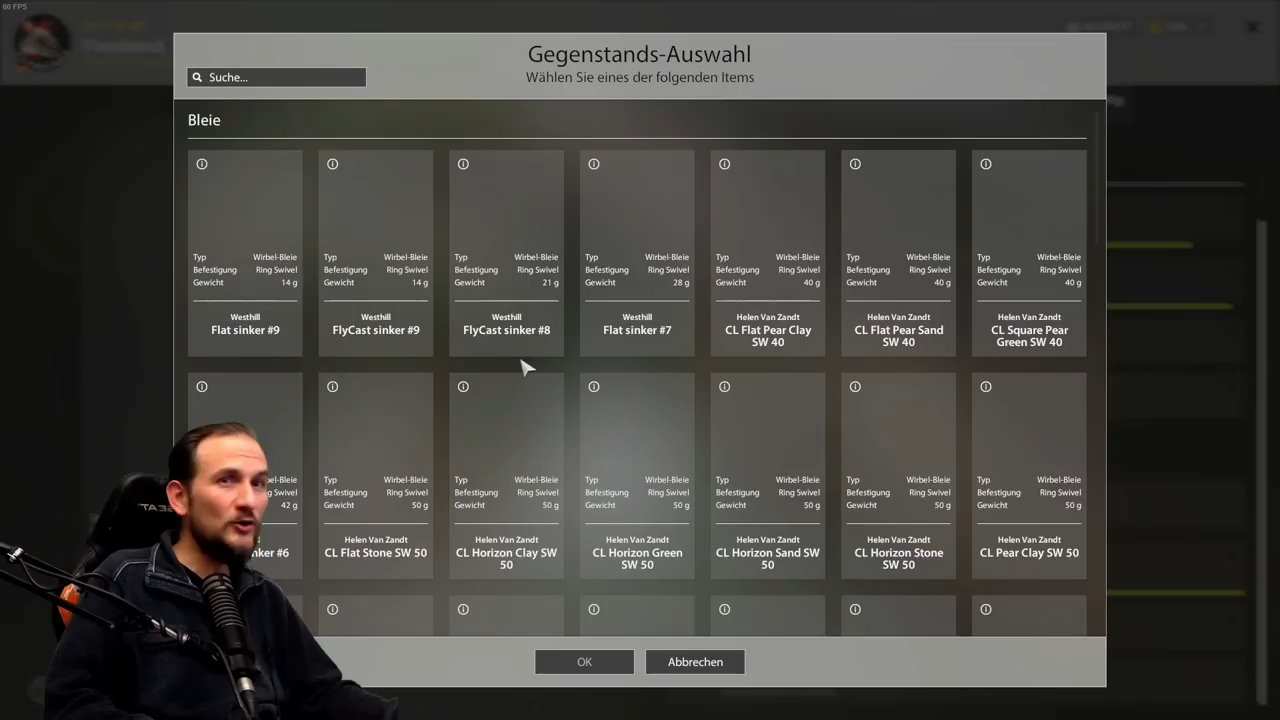 60 FPS
Gegenstands-Auswahl
Suche...
Wählen Sie eines der folgenden Items
Bleie
Typ Wirbel-Bleie
Befestigung Ring Swivel
Gewicht 14 g
Westhill
Flat sinker #9
Typ Wirbel-Bleie
Befestigung Ring Swivel
Gewicht 14 g
Westhill
FlyCast sinker #9
Typ Wirbel-Bleie
Befestigung Ring Swivel
Gewicht 21 g
Westhill
FlyCast sinker #8
Typ Wirbel-Bleie
Befestigung Ring Swivel
Gewicht 28 g
Westhill
Flat sinker #7
Typ Wirbel-Bleie
Befestigung Ring Swivel
Gewicht 40 g
Helen Van Zandt
CL Flat Pear Clay
SW 40
Typ Wirbel-Bleie
Befestigung Ring Swivel
Gewicht 40 g
Helen Van Zandt
CL Flat Pear Sand
SW 40
Typ Wirbel-Bleie
Befestigung Ring Swivel
Gewicht 40 g
Helen Van Zandt
CL Square Pear
Green SW 40
bel-Bleie
Swivel
42 g
nker #6
Typ Wirbel-Bleie
Befestigung Ring Swivel
Gewicht 50 g
Helen Van Zandt
CL Flat Stone SW 50
Typ Wirbel-Bleie
Befestigung Ring Swivel
Gewicht 50 g
Helen Van Zandt
CL Horizon Clay SW
50
Typ Wirbel-Bleie
Befestigung Ring Swivel
Gewicht 50 g
Helen Van Zandt
CL Horizon Green
SW 50
Typ Wirbel-Bleie
Befestigung Ring Swivel
Gewicht 50 g
Helen Van Zandt
CL Horizon Sand SW
50
Typ Wirbel-Bleie
Befestigung Ring Swivel
Gewicht 50 g
Helen Van Zandt
CL Horizon Stone
SW 50
Typ Wirbel-Bleie
Befestigung Ring Swivel
Gewicht 50 g
Helen Van Zandt
CL Pear Clay SW 50
OK
Abbrechen